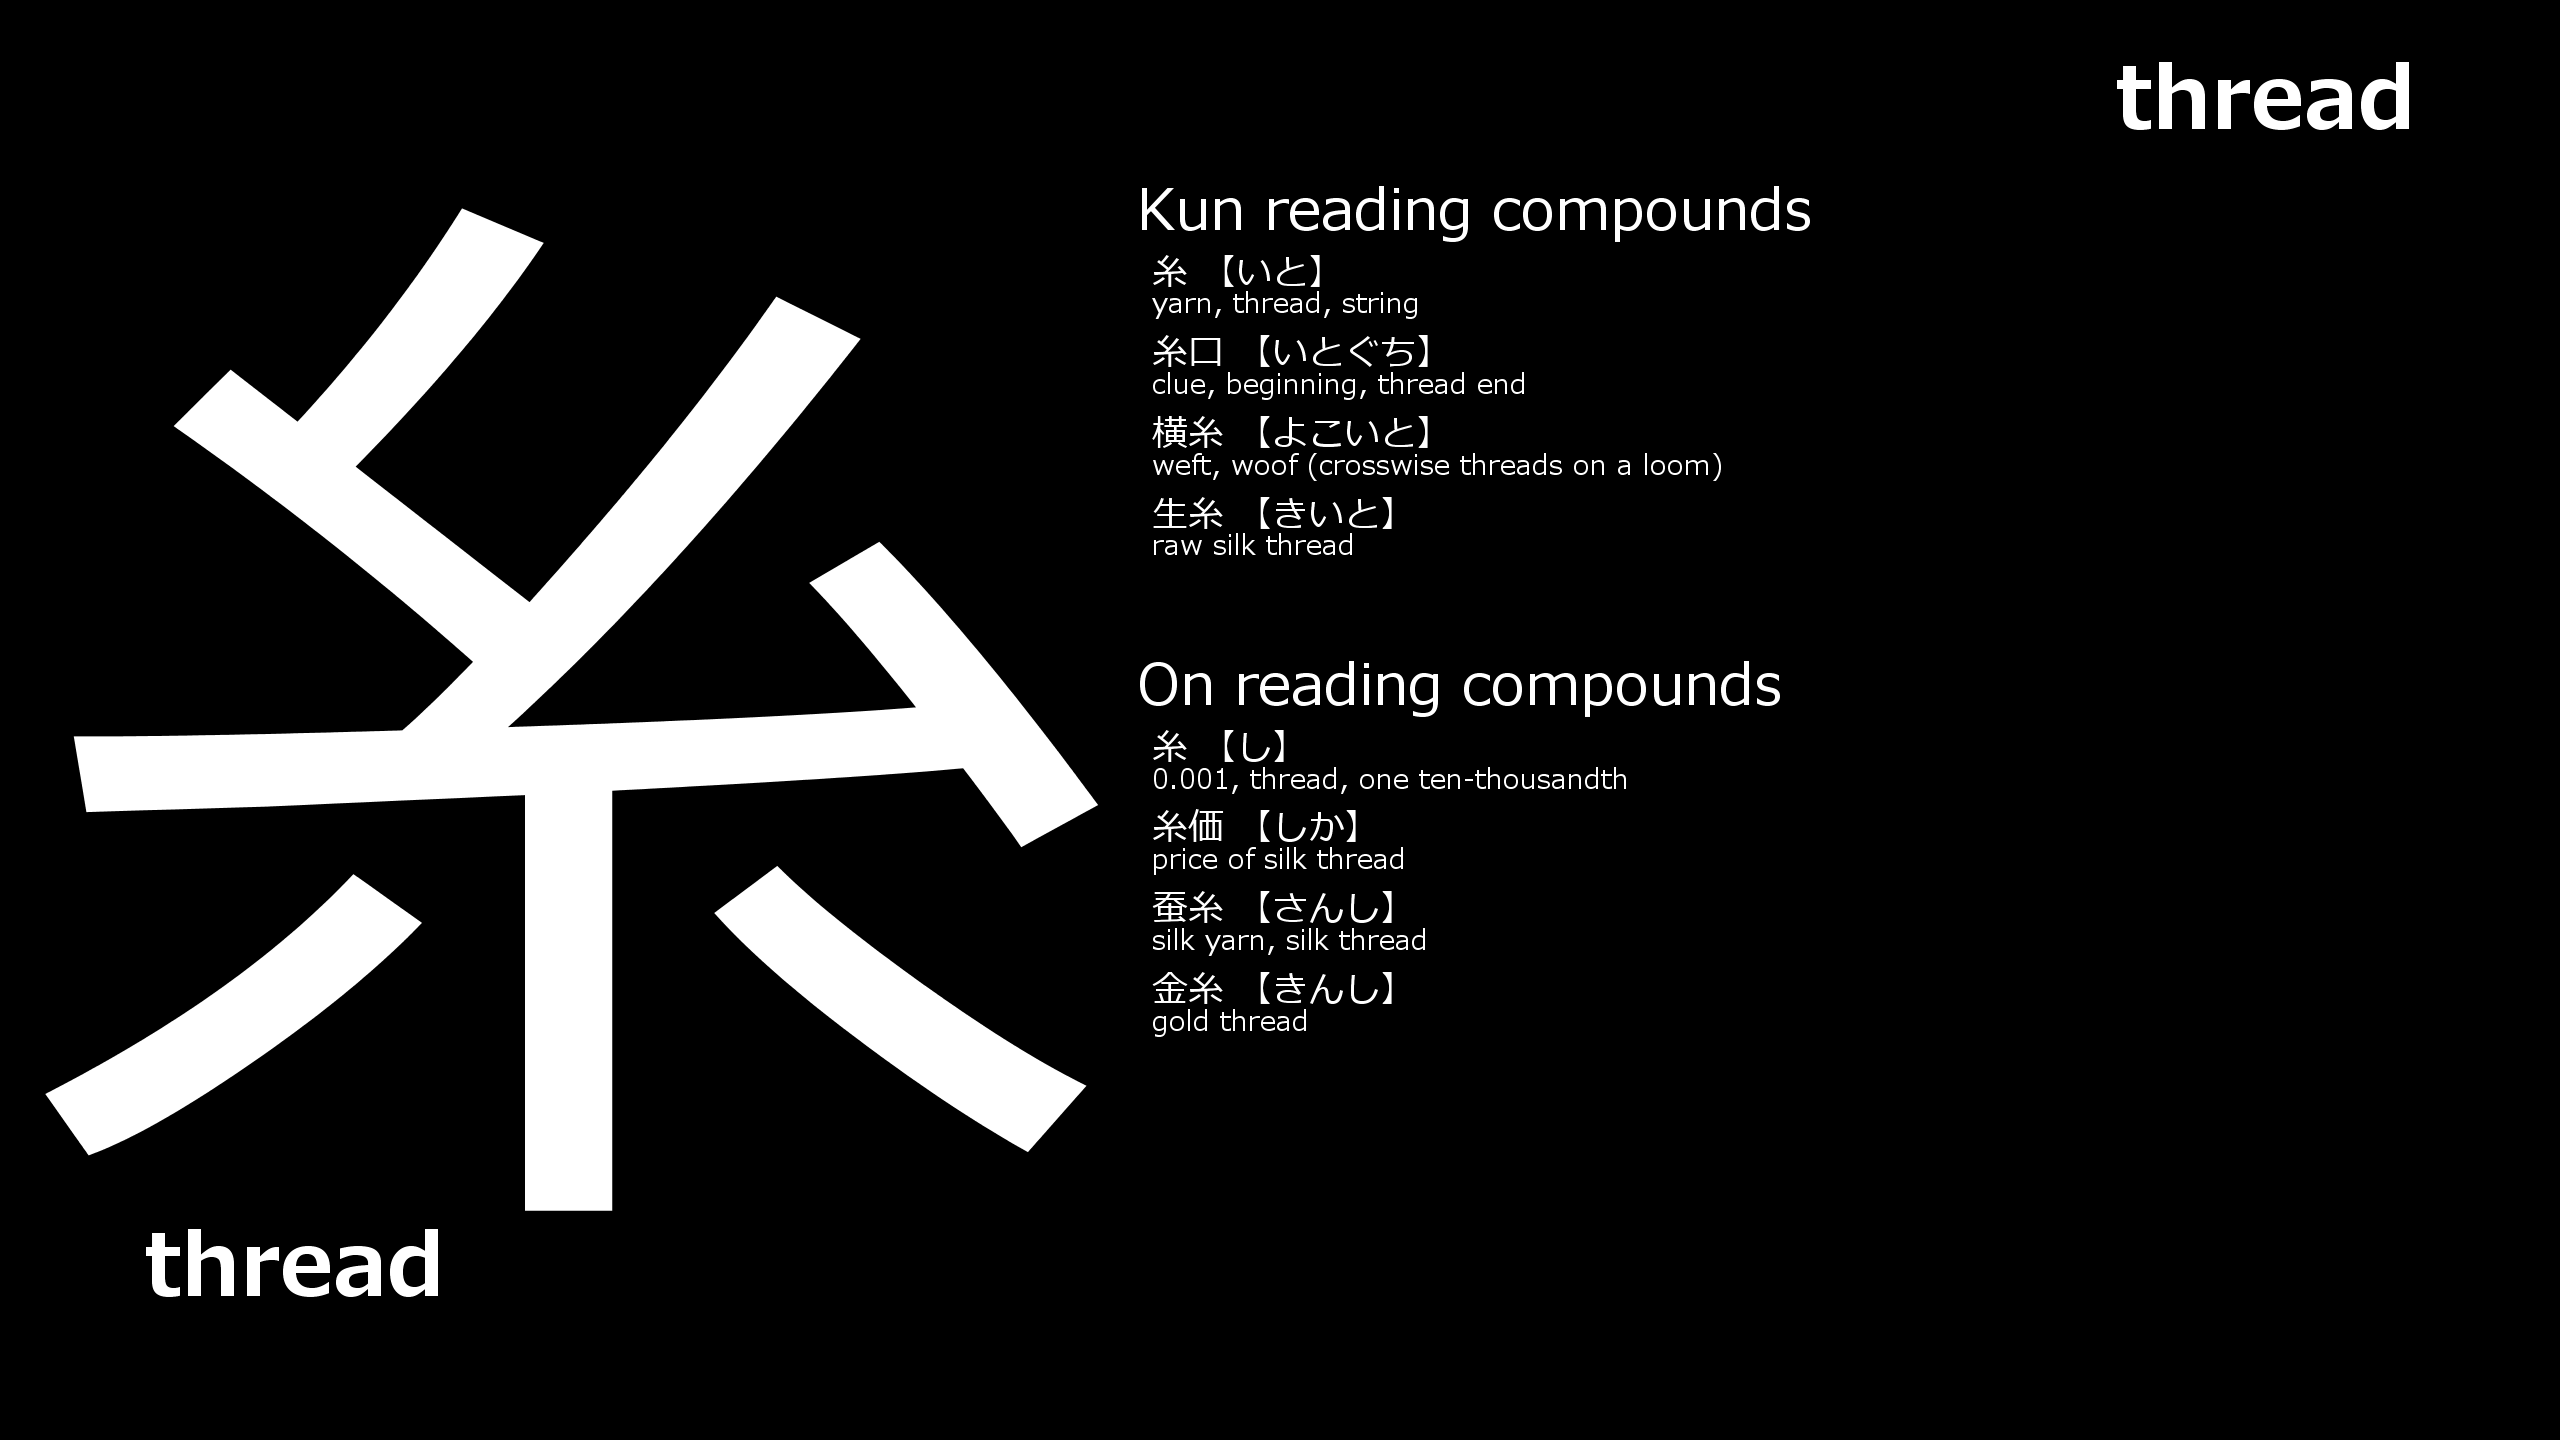 thread
糸
Kun reading compounds
糸 【いと】
yarn, thread, string
糸口 【いとぐち】
clue, beginning, thread end
横糸 【よこいと】
weft, woof (crosswise threads on a loom)
生糸 【きいと】
raw silk thread
On reading compounds
糸 【し】
0.001, thread, one ten-thousandth
糸価 【しか】
price of silk thread
蚕糸 【さんし】
silk yarn, silk thread
金糸 【きんし】
gold thread
thread